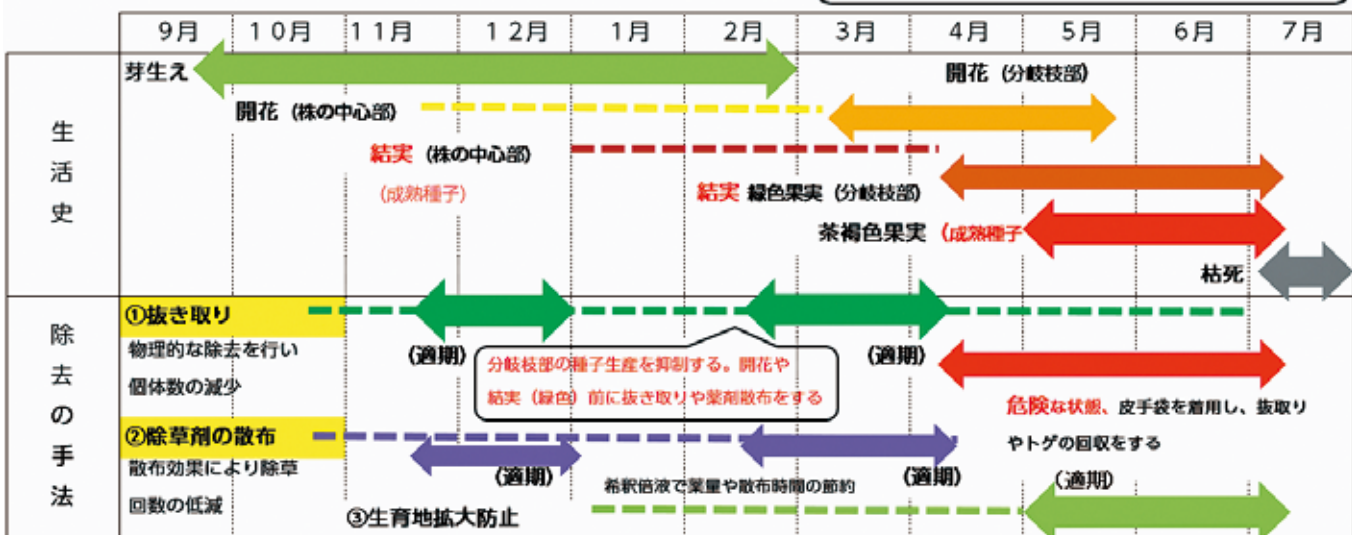 9月 10月 11月 12月 1月 2月 3月 4月 5月 6月 7月
生活史
芽生え
開花 (分岐枝部)
開花 (株の中心部)
結実 (株の中心部)
(成熟種子)
結実 緑色果実 (分岐枝部)
茶褐色果実 (成熟種子
枯死
除去の手法
①抜き取り
物理的な除去を行い
個体数の減少
(適期)
(適期)
分岐枝部の種子生産を抑制する。開花や
結実（緑色）前に抜き取りや薬剤散布をする
危険な状態、皮手袋を着用し、抜取り
やトゲの回収をする
②除草剤の散布
散布効果により除草
回数の低減
(適期)
(適期)
希釈倍液で薬量や散布時間の節約
(適期)
③生育地拡大防止